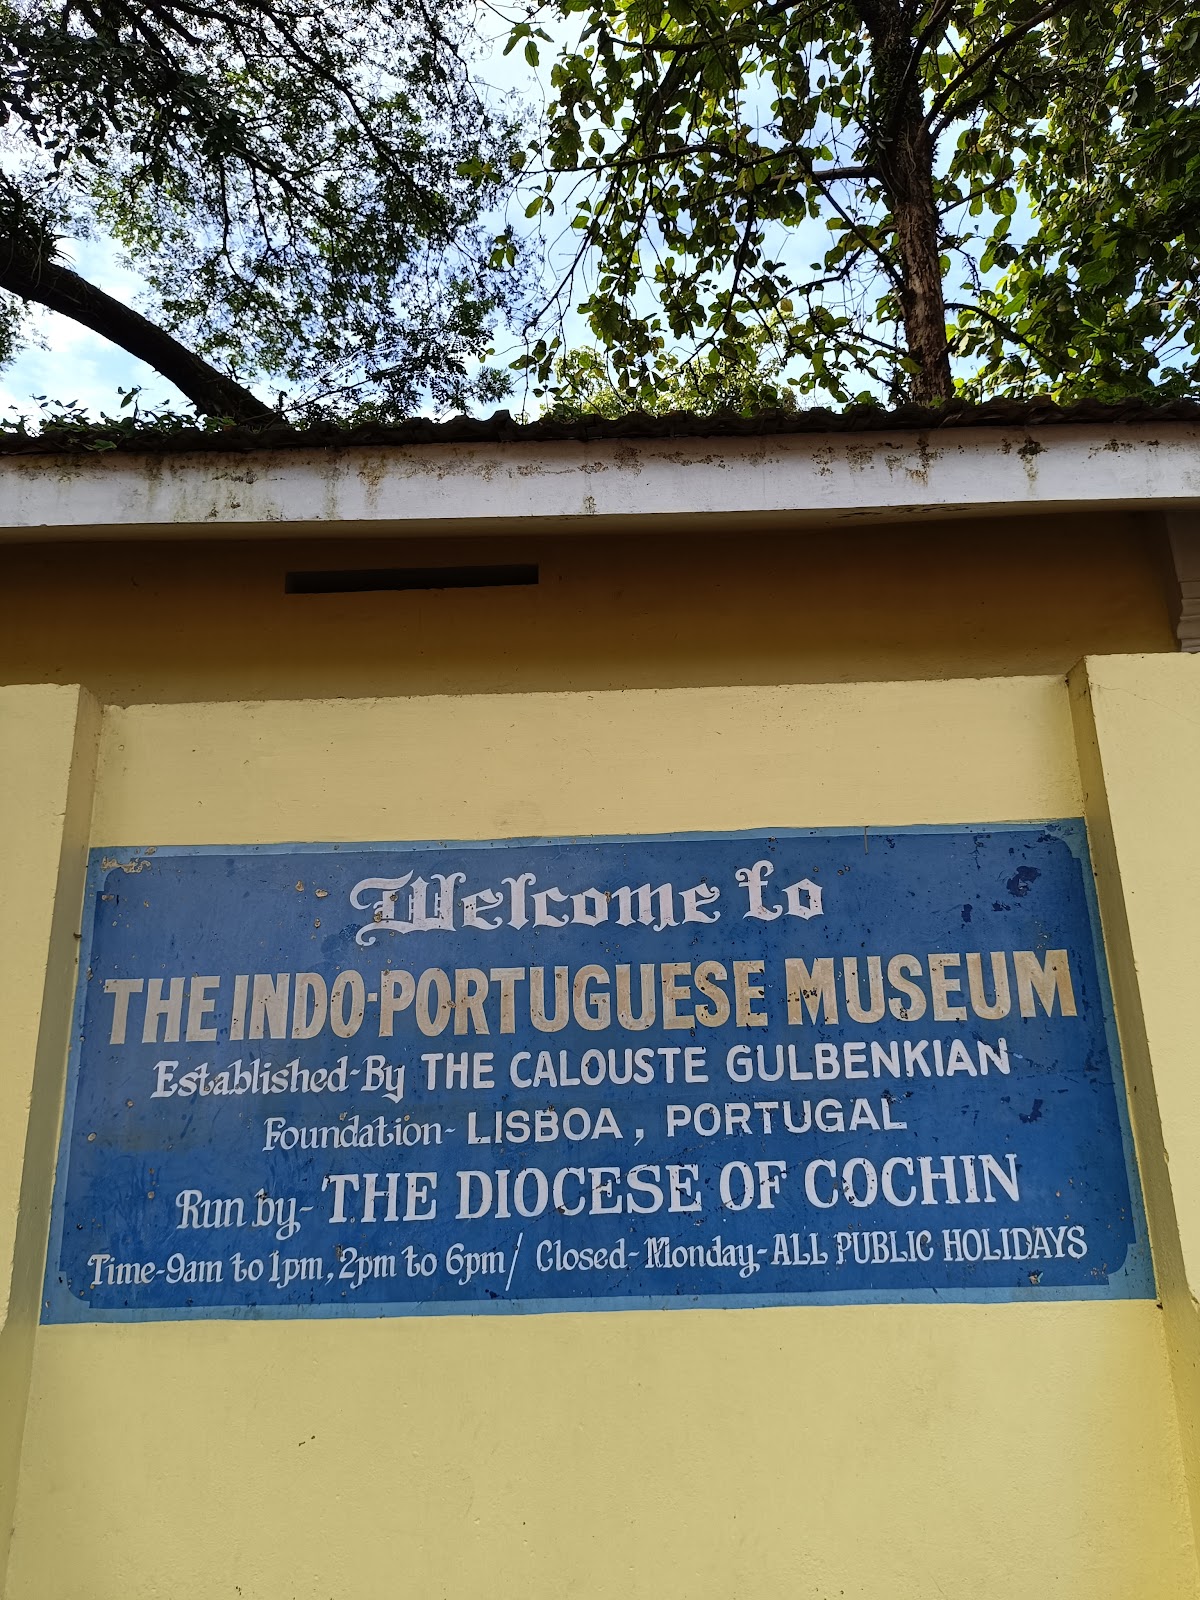 Welcome to
THE INDO-PORTUGUESE MUSEUM
Established-By THE CALOUSTE GULBENKIAN
Foundation- LISBOA, PORTUGAL
Run by- THE DIOCESE OF COCHIN
Time-9am to 1pm, 2pm to 6pm/ Closed- Monday-ALL PUBLIC HOLIDAYS